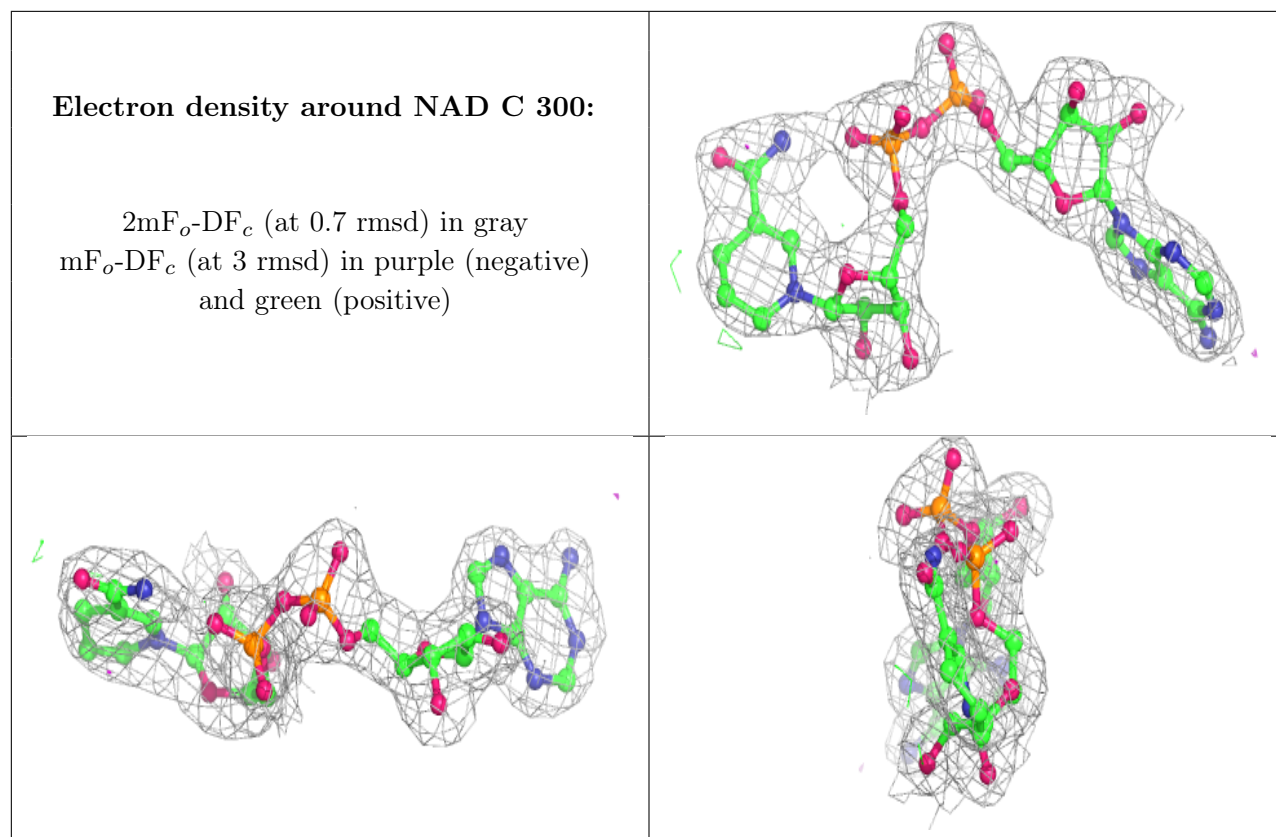 Electron density around NAD C 300:
2mFo-DFc (at 0.7 rmsd) in gray
mFo-DFc (at 3 rmsd) in purple (negative)
and green (positive)